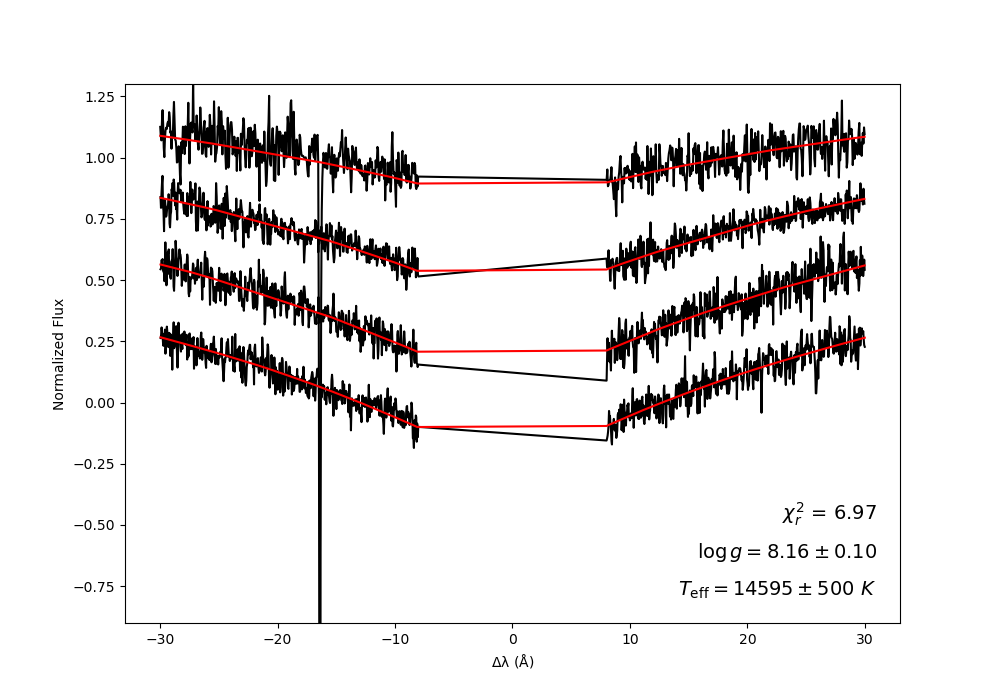 1.25
1.00
0.75
0.50
0.25
0.00
−0.25
−0.50
−0.75
Normalized Flux
χ²ᵣ = 6.97
log g = 8.16 ± 0.10
T_eff = 14595 ± 500 K
−30 −20 −10 0 10 20 30
Δλ (Å)